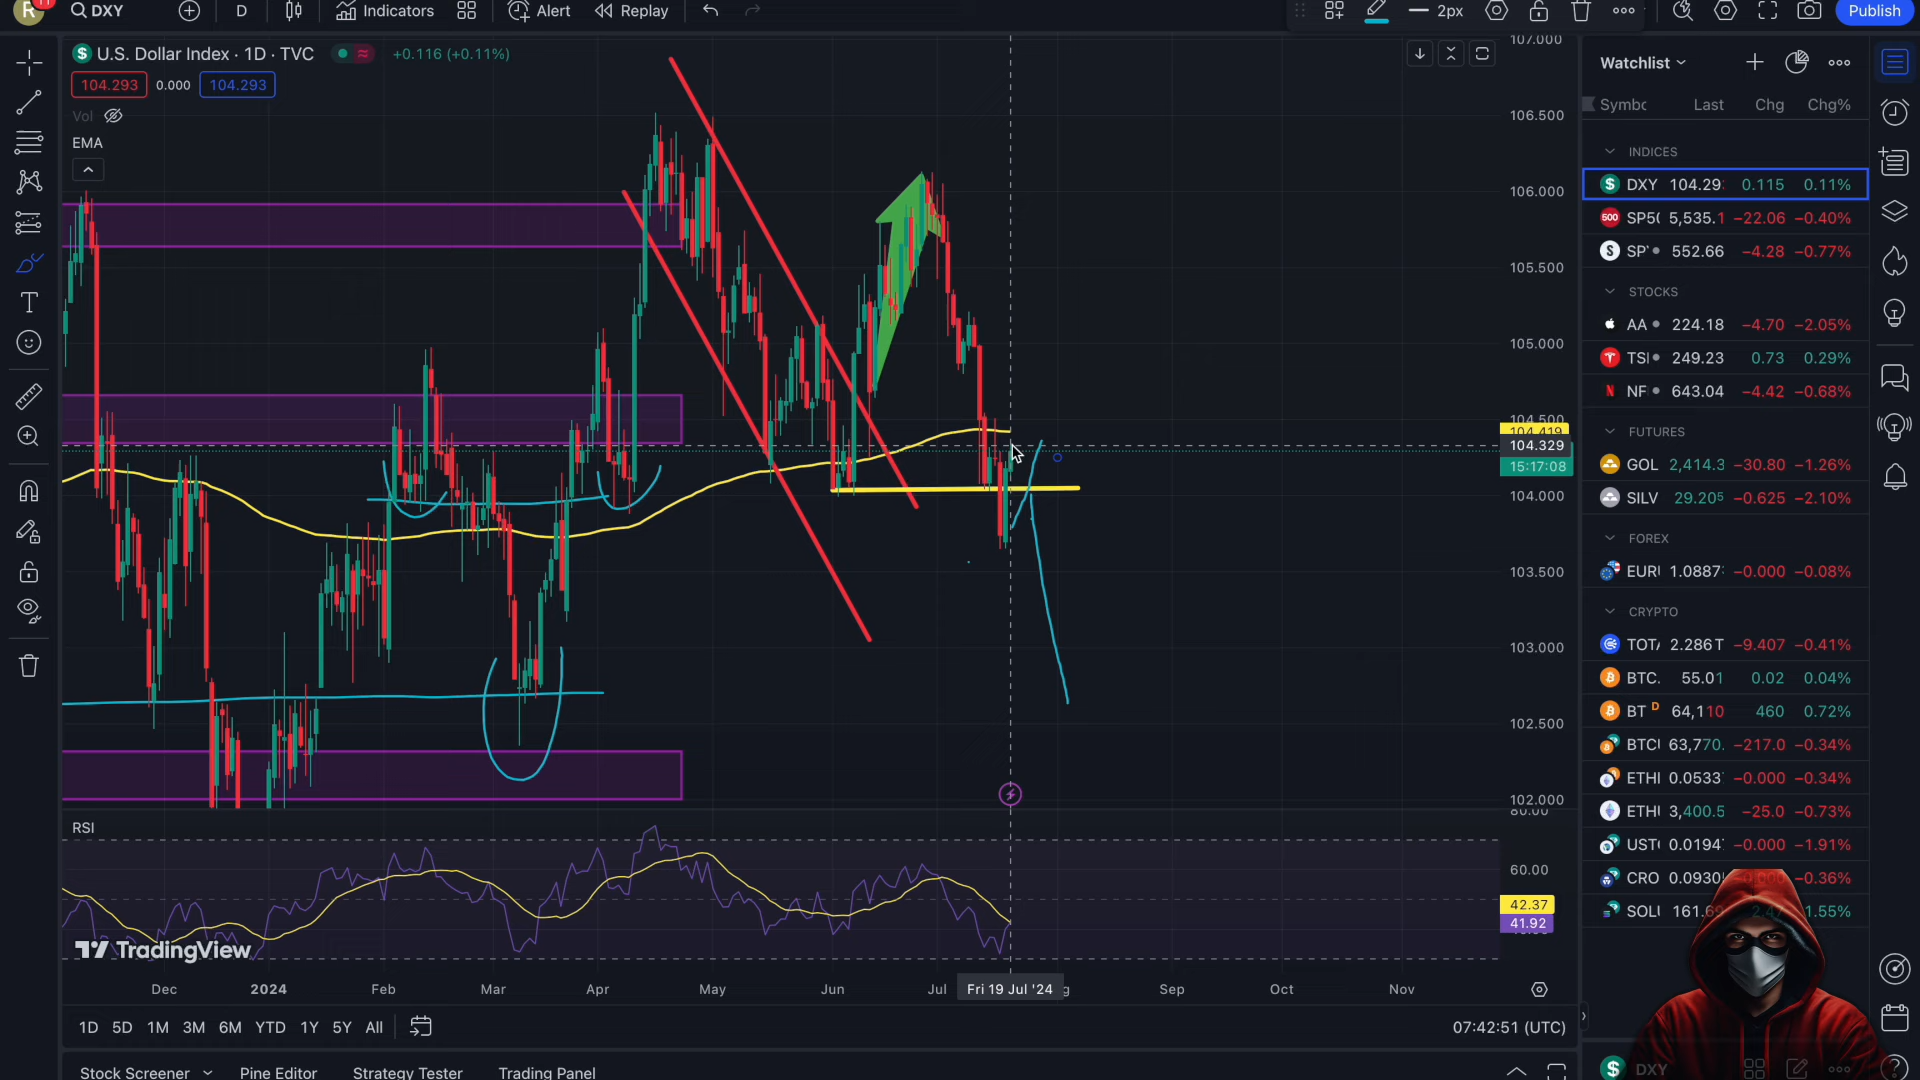 R 11 DXY D Indicators Alert Replay 2px Publish
U.S. Dollar Index · 1D · TVC +0.116 (+0.11%)
104.293 0.000 104.293
Vol
EMA
107.000
106.500
106.000
105.500
105.000
104.500
104.419
104.329
15:17:08
104.000
103.500
103.000
102.500
102.000
80.00
RSI
60.00
42.37
41.92
TradingView
Dec 2024 Feb Mar Apr May Jun Jul Fri 19 Jul '24 Sep Oct Nov
1D 5D 1M 3M 6M YTD 1Y 5Y All 07:42:51 (UTC)
Stock Screener Pine Editor Strategy Tester Trading Panel
Watchlist
Symbc Last Chg Chg%
INDICES
DXY 104.29 0.115 0.11%
500 SP5( 5,535.1 −22.06 −0.40%
S SP 552.66 −4.28 −0.77%
STOCKS
AA 224.18 −4.70 −2.05%
TS 249.23 0.73 0.29%
NF 643.04 −4.42 −0.68%
FUTURES
GOL 2,414.3 −30.80 −1.26%
SILV 29.205 −0.625 −2.10%
FOREX
EUR 1.0887 −0.000 −0.08%
CRYPTO
TOT 2.286 T −9.407 −0.41%
BTC. 55.01 0.02 0.04%
BT D 64,110 460 0.72%
BTC 63,770. −217.0 −0.34%
ETH 0.0533 −0.000 −0.34%
ETH 3,400.5 −25.0 −0.73%
UST 0.0194 −0.000 −1.91%
CRO 0.0930 −0.36%
SOL 161.6 1.55%
DXY